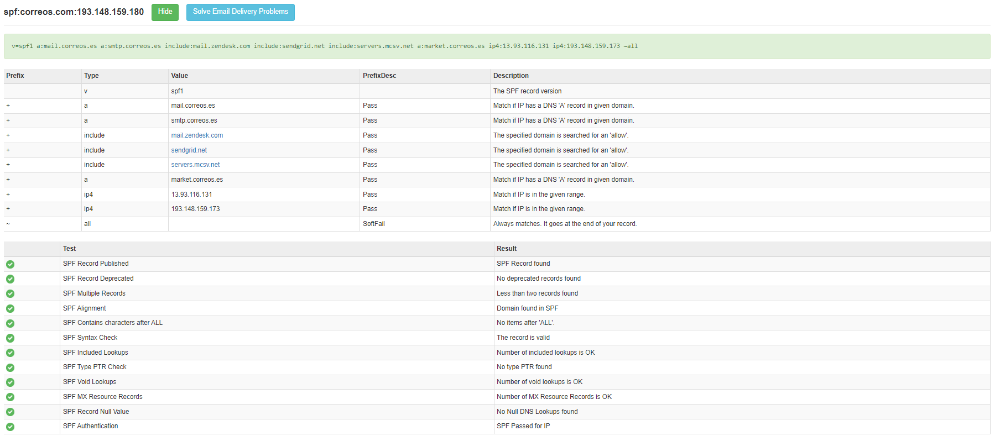 spf:correos.com:193.148.159.180 Hide Solve Email Delivery Problems
v=spf1 a:mail.correos.es a:smtp.correos.es include:mail.zendesk.com include:sendgrid.net include:servers.mcsv.net a:market.correos.es ip4:13.93.116.131 ip4:193.148.159.173 ~all
Prefix Type Value PrefixDesc Description
v spf1 The SPF record version
+ a mail.correos.es Pass Match if IP has a DNS 'A' record in given domain.
+ a smtp.correos.es Pass Match if IP has a DNS 'A' record in given domain.
+ include mail.zendesk.com Pass The specified domain is searched for an 'allow'.
+ include sendgrid.net Pass The specified domain is searched for an 'allow'.
+ include servers.mcsv.net Pass The specified domain is searched for an 'allow'.
+ a market.correos.es Pass Match if IP has a DNS 'A' record in given domain.
+ ip4 13.93.116.131 Pass Match if IP is in the given range.
+ ip4 193.148.159.173 Pass Match if IP is in the given range.
~ all SoftFail Always matches. It goes at the end of your record.
Test Result
SPF Record Published SPF Record found
SPF Record Deprecated No deprecated records found
SPF Multiple Records Less than two records found
SPF Alignment Domain found in SPF
SPF Contains characters after ALL No items after 'ALL'.
SPF Syntax Check The record is valid
SPF Included Lookups Number of included lookups is OK
SPF Type PTR Check No type PTR found
SPF Void Lookups Number of void lookups is OK
SPF MX Resource Records Number of MX Resource Records is OK
SPF Record Null Value No Null DNS Lookups found
SPF Authentication SPF Passed for IP